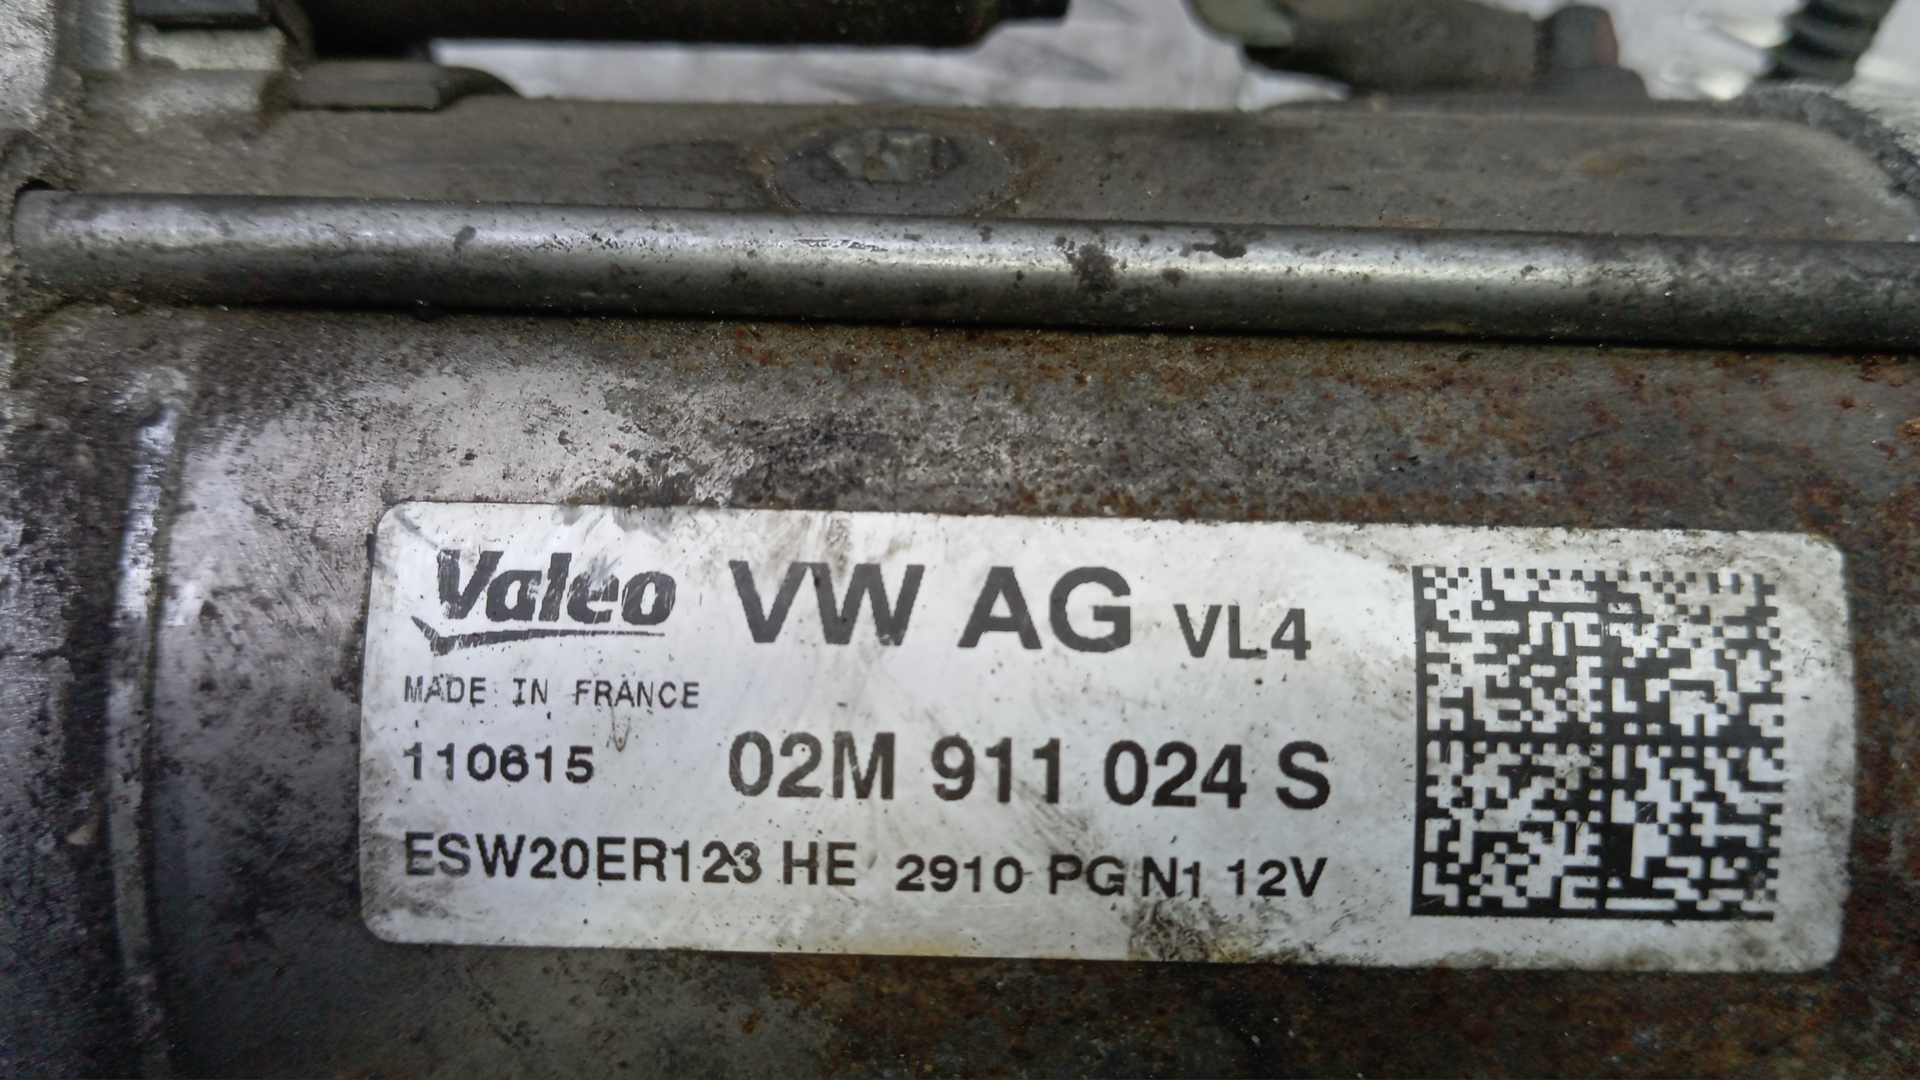 Valeo VW AG VL4
MADE IN FRANCE
110615 02M 911 024 S
ESW20ER123 HE 2910 PG N1 12V